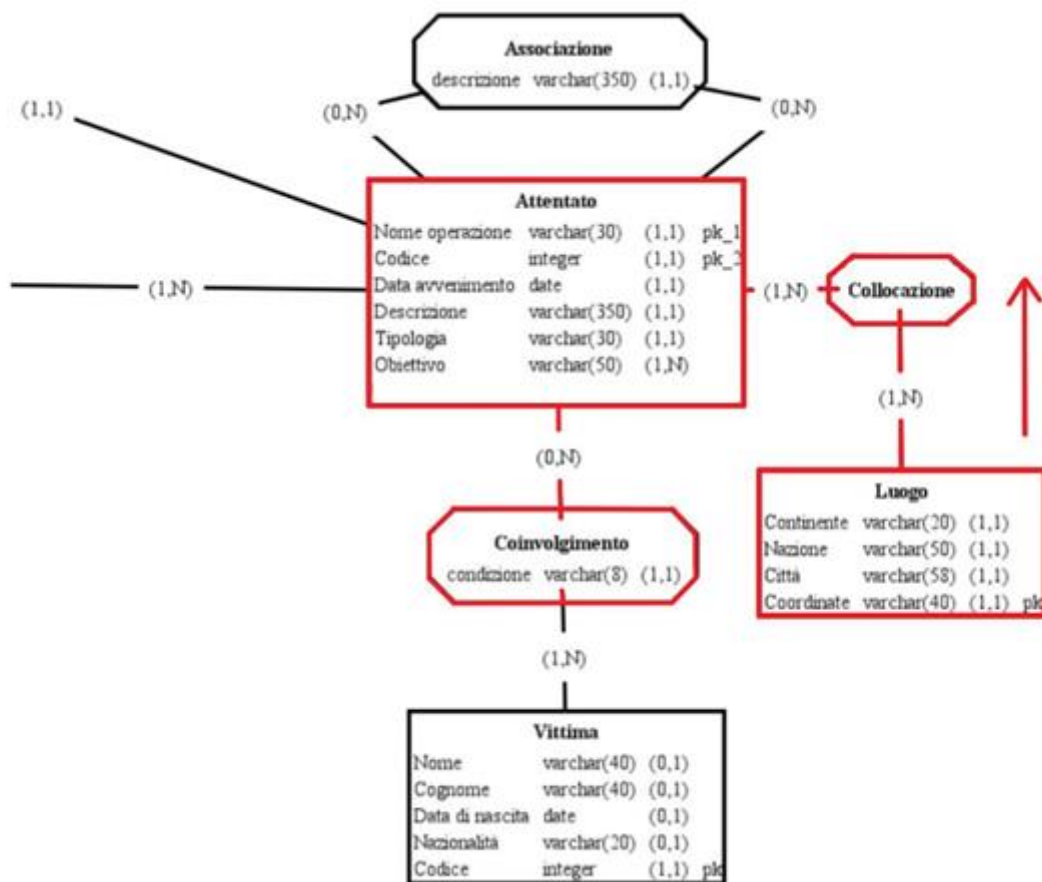 Associazione
descrizione varchar(350) (1,1)
(1,1)
(0,N)
(0,N)
Attentato
Nome operazione varchar(30) (1,1) pk_1
Codice integer (1,1) pk_2
Data avvenimento date (1,1)
Descrizione varchar(350) (1,1)
Tipologia varchar(30) (1,1)
Obiettivo varchar(50) (1,N)
(1,N)
(1,N)
Collocazione
(1,N)
(0,N)
Luogo
Continente varchar(20) (1,1)
Nazione varchar(50) (1,1)
Città varchar(58) (1,1)
Coordinate varchar(40) (1,1) pk
Coinvolgimento
condizione varchar(8) (1,1)
(1,N)
Vittima
Nome varchar(40) (0,1)
Cognome varchar(40) (0,1)
Data di nascita date (0,1)
Nazionalità varchar(20) (0,1)
Codice integer (1,1) pk